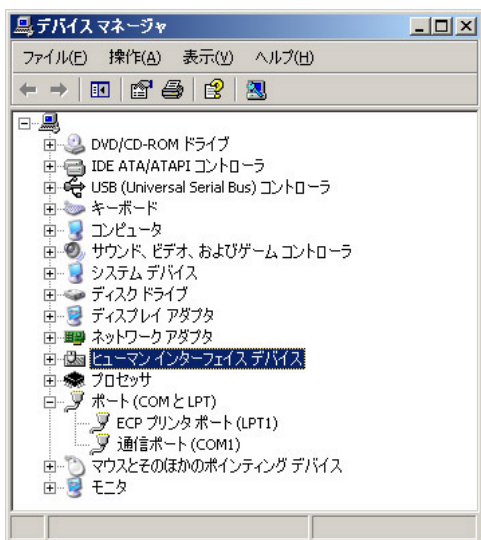 デバイス マネージャ
ファイル(F) 操作(A) 表示(V) ヘルプ(H)
DVD/CD-ROM ドライブ
IDE ATA/ATAPI コントローラ
USB (Universal Serial Bus) コントローラ
キーボード
コンピュータ
サウンド、ビデオ、およびゲーム コントローラ
システム デバイス
ディスク ドライブ
ディスプレイ アダプタ
ネットワーク アダプタ
ヒューマン インターフェイス デバイス
プロセッサ
ポート (COM と LPT)
ECP プリンタ ポート (LPT1)
通信ポート (COM1)
マウスとそのほかのポインティング デバイス
モニタ